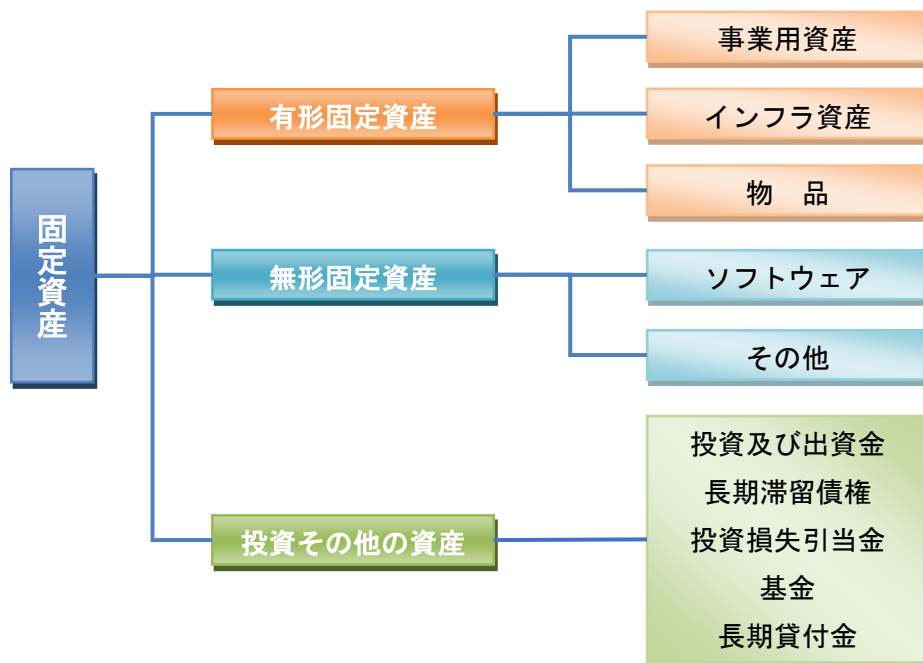 固定資産
有形固定資産
事業用資産
インフラ資産
物　品
無形固定資産
ソフトウェア
その他
投資その他の資産
投資及び出資金
長期滞留債権
投資損失引当金
基金
長期貸付金